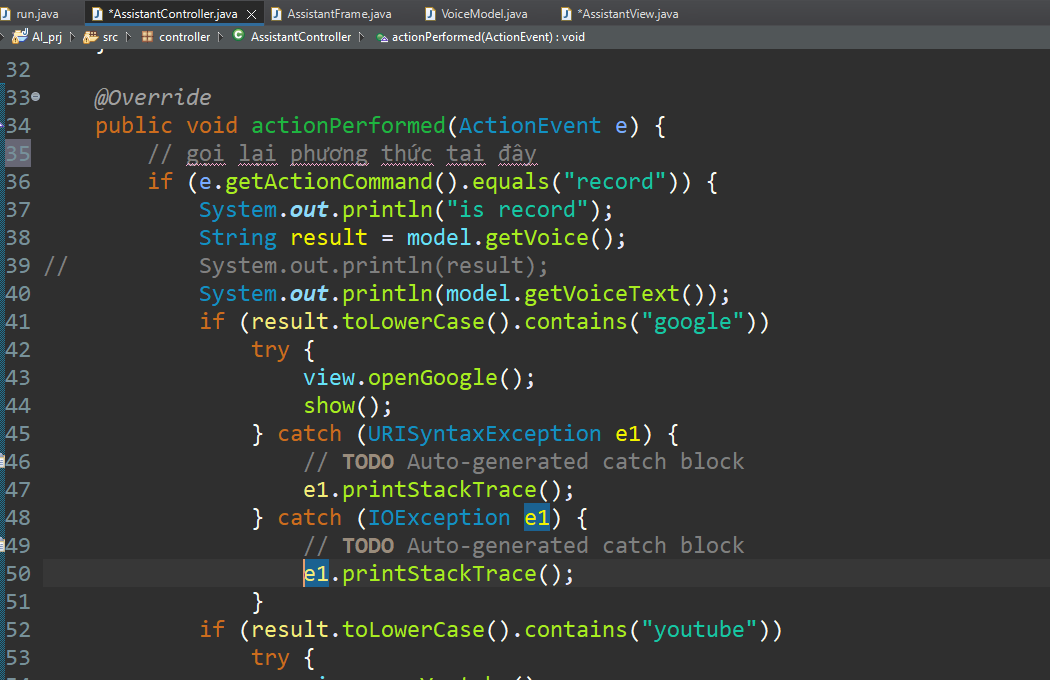 run.java *AssistantController.java AssistantFrame.java VoiceModel.java *AssistantView.java
AI_prj src controller AssistantController actionPerformed(ActionEvent) : void
32
33 @Override
34 public void actionPerformed(ActionEvent e) {
35 // goi lai phương thức tai đây
36 if (e.getActionCommand().equals("record")) {
37 System.out.println("is record");
38 String result = model.getVoice();
39 // System.out.println(result);
40 System.out.println(model.getVoiceText());
41 if (result.toLowerCase().contains("google"))
42 try {
43 view.openGoogle();
44 show();
45 } catch (URISyntaxException e1) {
46 // TODO Auto-generated catch block
47 e1.printStackTrace();
48 } catch (IOException e1) {
49 // TODO Auto-generated catch block
50 e1.printStackTrace();
51 }
52 if (result.toLowerCase().contains("youtube"))
53 try {